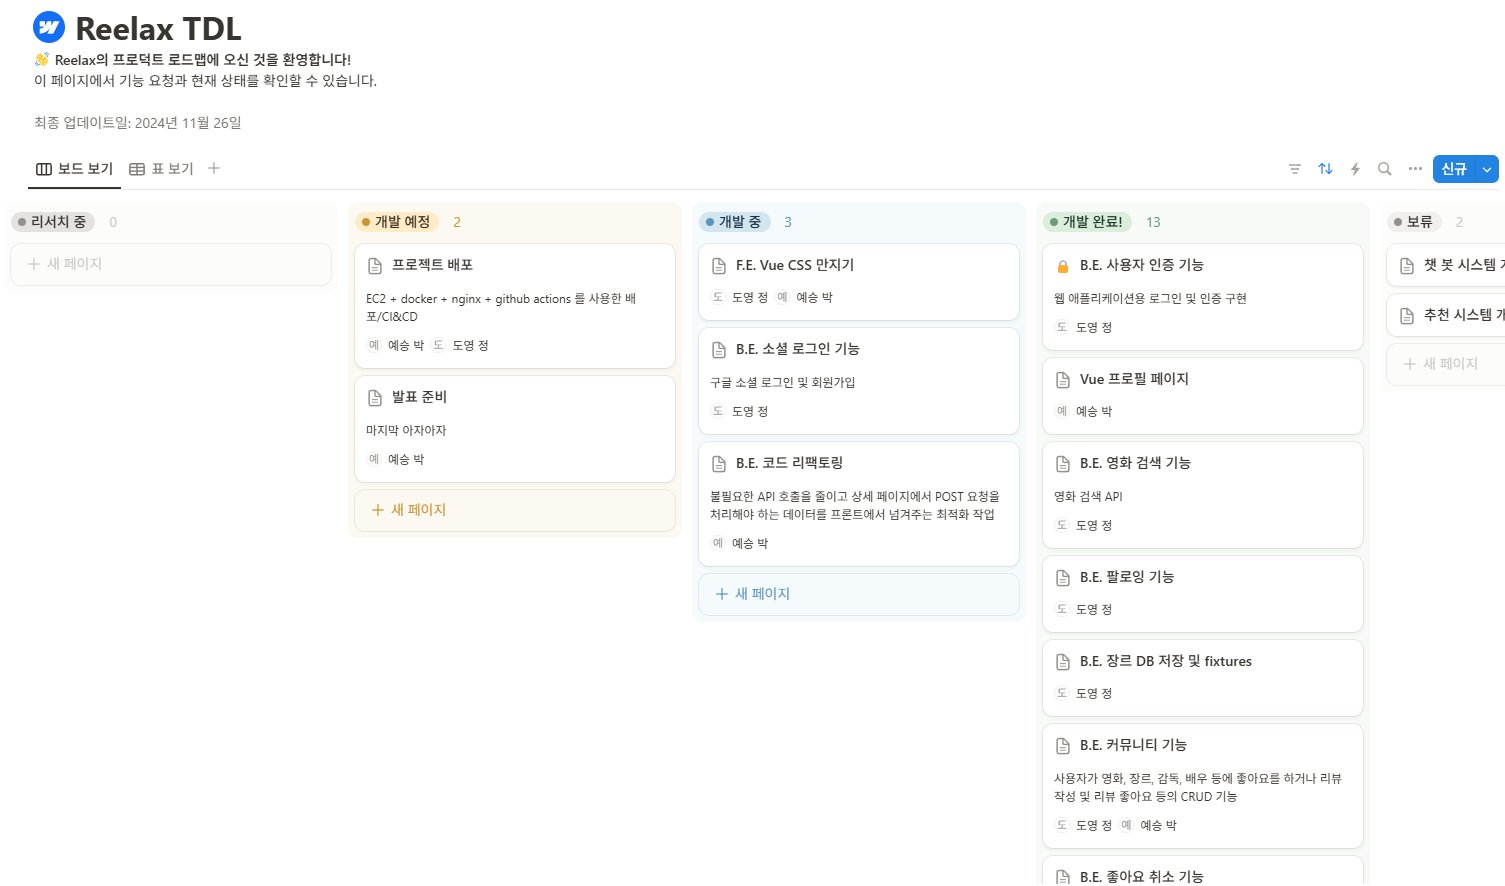 Reelax TDL
👋 Reelax의 프로덕트 로드맵에 오신 것을 환영합니다!
이 페이지에서 기능 요청과 현재 상태를 확인할 수 있습니다.
최종 업데이트일: 2024년 11월 26일
보드 보기
표 보기
신규
리서치 중 0
+ 새 페이지
개발 예정 2
프로젝트 배포
EC2 + docker + nginx + github actions 를 사용한 배
포/CI&CD
예 예승 박 도 도영 정
발표 준비
마지막 아자아자
예 예승 박
+ 새 페이지
개발 중 3
F.E. Vue CSS 만지기
도 도영 정 예 예승 박
B.E. 소셜 로그인 기능
구글 소셜 로그인 및 회원가입
도 도영 정
B.E. 코드 리팩토링
불필요한 API 호출을 줄이고 상세 페이지에서 POST 요청을
처리해야 하는 데이터를 프론트에서 넘겨주는 최적화 작업
예 예승 박
+ 새 페이지
개발 완료! 13
B.E. 사용자 인증 기능
웹 애플리케이션용 로그인 및 인증 구현
도 도영 정
Vue 프로필 페이지
예 예승 박
B.E. 영화 검색 기능
영화 검색 API
도 도영 정
B.E. 팔로잉 기능
도 도영 정
B.E. 장르 DB 저장 및 fixtures
도 도영 정
B.E. 커뮤니티 기능
사용자가 영화, 장르, 감독, 배우 등에 좋아요를 하거나 리뷰
작성 및 리뷰 좋아요 등의 CRUD 기능
도 도영 정 예 예승 박
B.E. 좋아요 취소 기능
보류 2
챗 봇 시스템
추천 시스템
+ 새 페이지